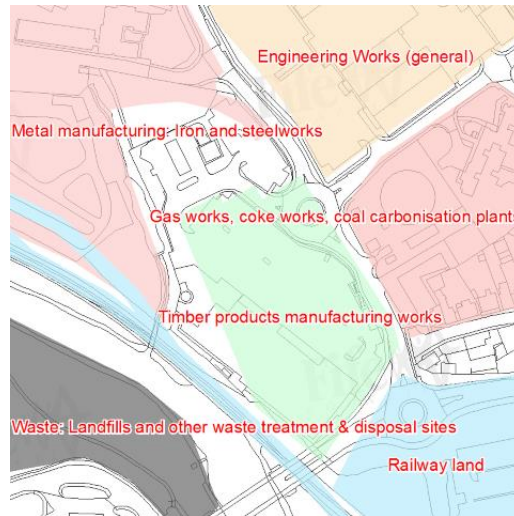 Engineering Works (general)
Metal manufacturing: Iron and steelworks
Gas works, coke works, coal carbonisation plant
Timber products manufacturing works
Waste: Landfills and other waste treatment & disposal sites
Railway land